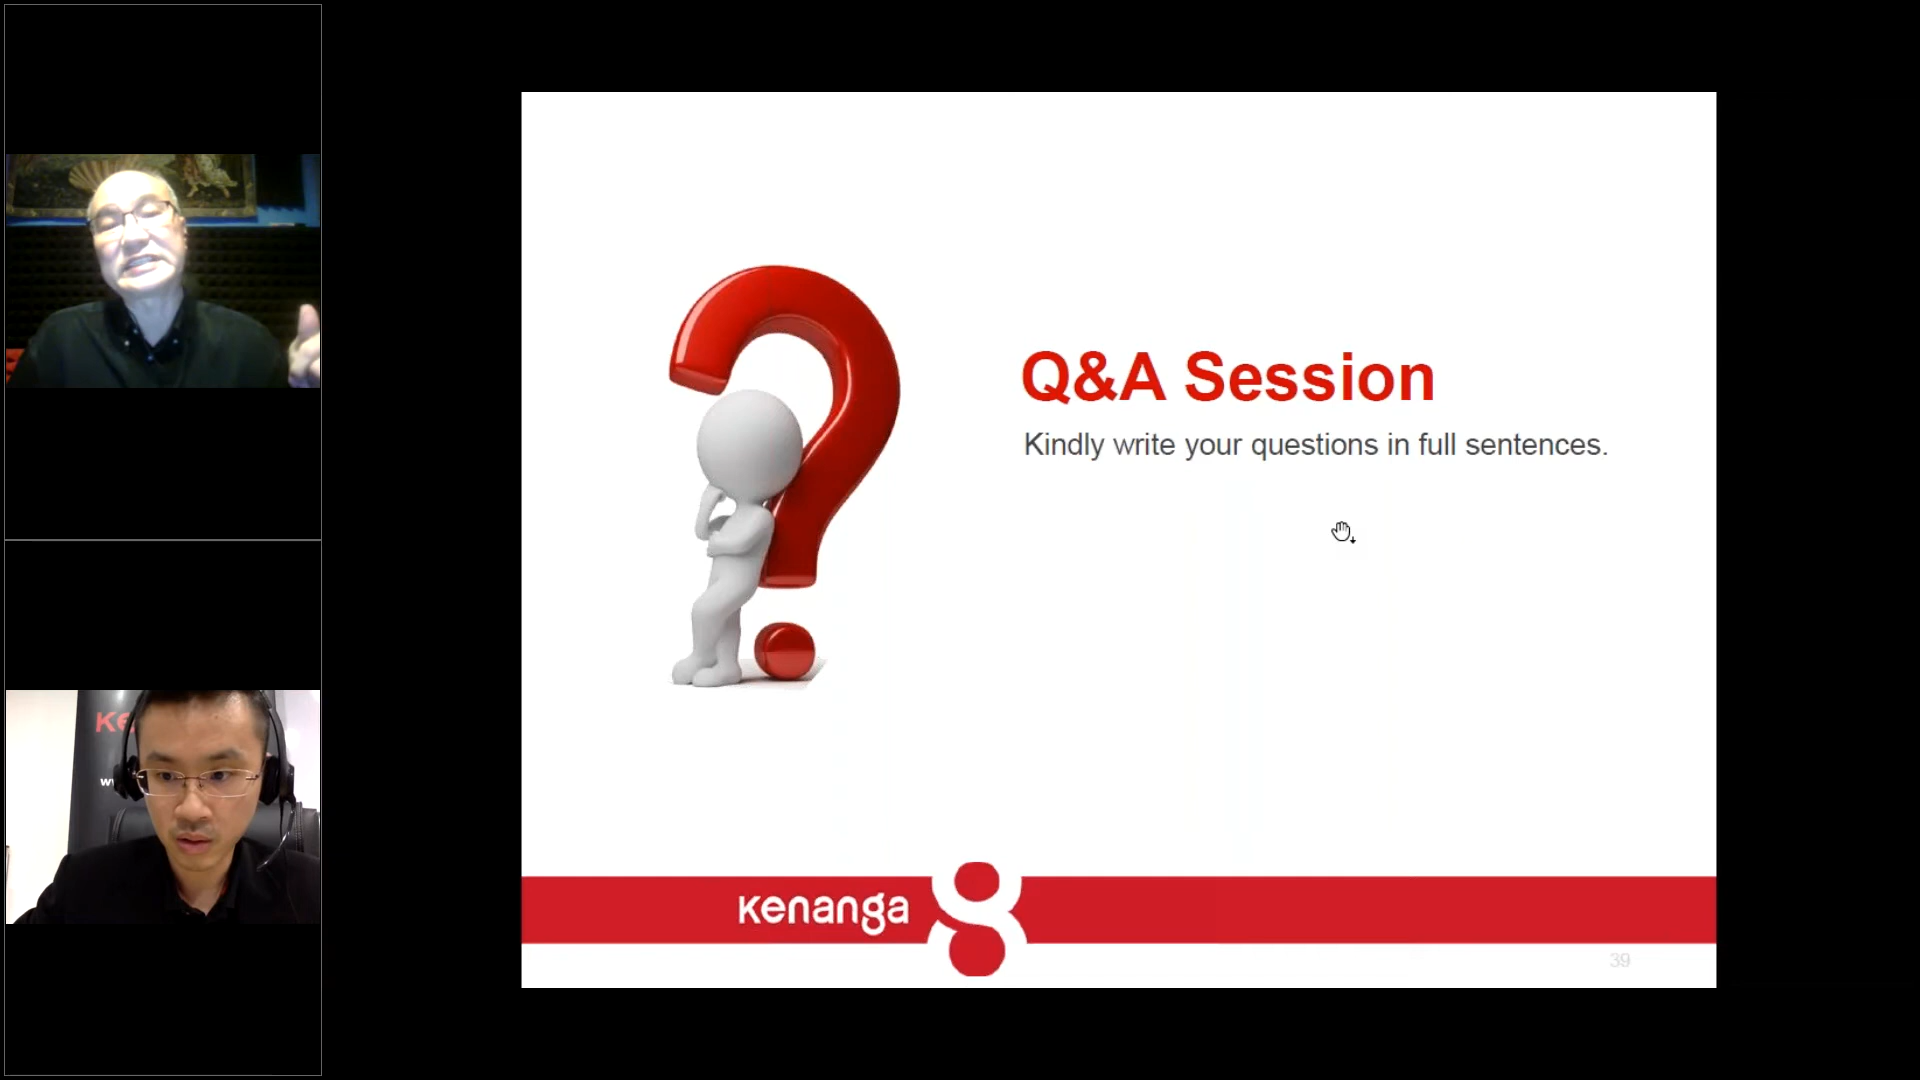 Q&A Session
Kindly write your questions in full sentences.
kenanga
39